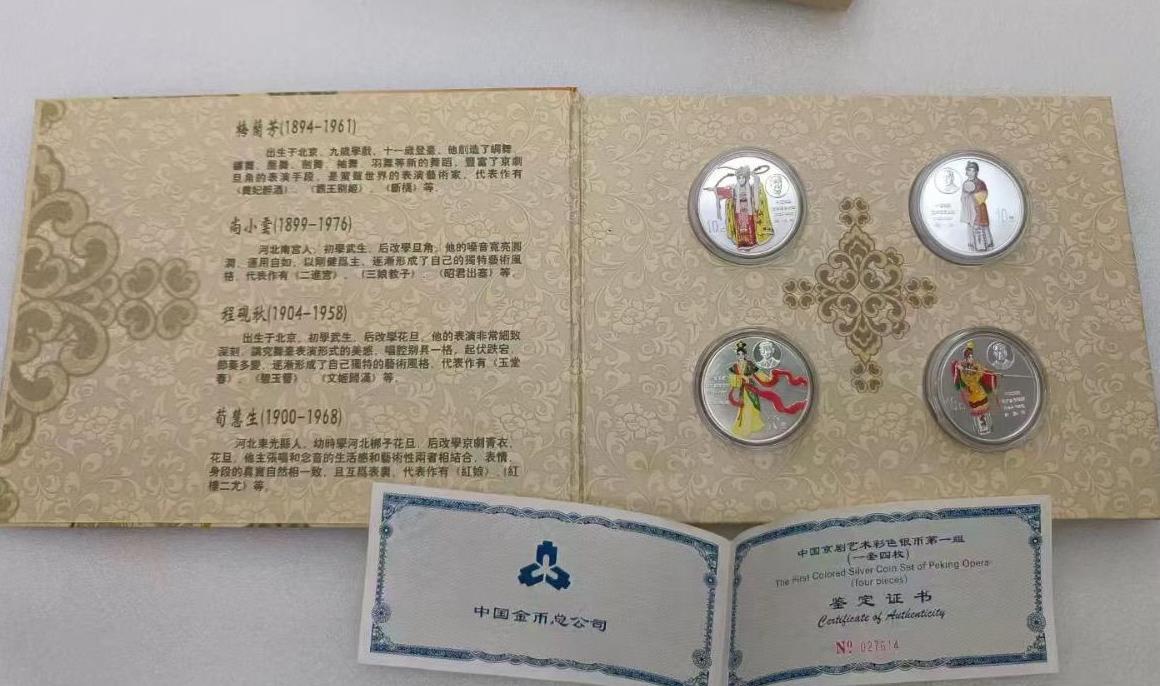 梅蘭芳(1894-1961)
出生于北京，九歲學戲，十一歲登臺，他創造了綢舞
羽舞等新的舞蹈，豐富了京劇
旦角的表演手段，是蜚聲世界的表演藝術家，代表作有
《貴妃醉酒》、《霸王别姬》、《斷橋》等。
尚小雲(1899-1976)
河北南宫人，初學武生，后改學旦角，他的嗓音寬亮圓
潤，運用自如，以剛健爲主，逐漸形成了自己的獨特藝術風
格，代表作有《二進宫》、《三娘教子》、《昭君出塞》等。
程硯秋(1904-1958)
出生于北京，初學武生，后改學花旦，他的表演非常細致
深刻，講究舞臺表演形式的美感，唱腔别具一格，起伏跌宕，
節奏多變，逐漸形成了自己獨特的藝術風格，代表作有《玉堂
春》、《碧玉簪》、《文姬歸漢》等。
荀慧生(1900-1968)
河北東光縣人，幼時學河北梆子花旦，后改學京劇青衣、
花旦，他主張唱和念音的生活感和藝術性兩者相結合，表情、
身段的真實自然相一致，且互爲表裏，代表作有《紅娘》、《紅
樓二尤》等。
10元
10元
中国金币总公司
中国京剧艺术彩色银币第一组
(一套四枚)
The First Colored Silver Coin Set of Peking Opera
(four pieces)
鉴定证书
Certificate of Authenticity
№ 027614